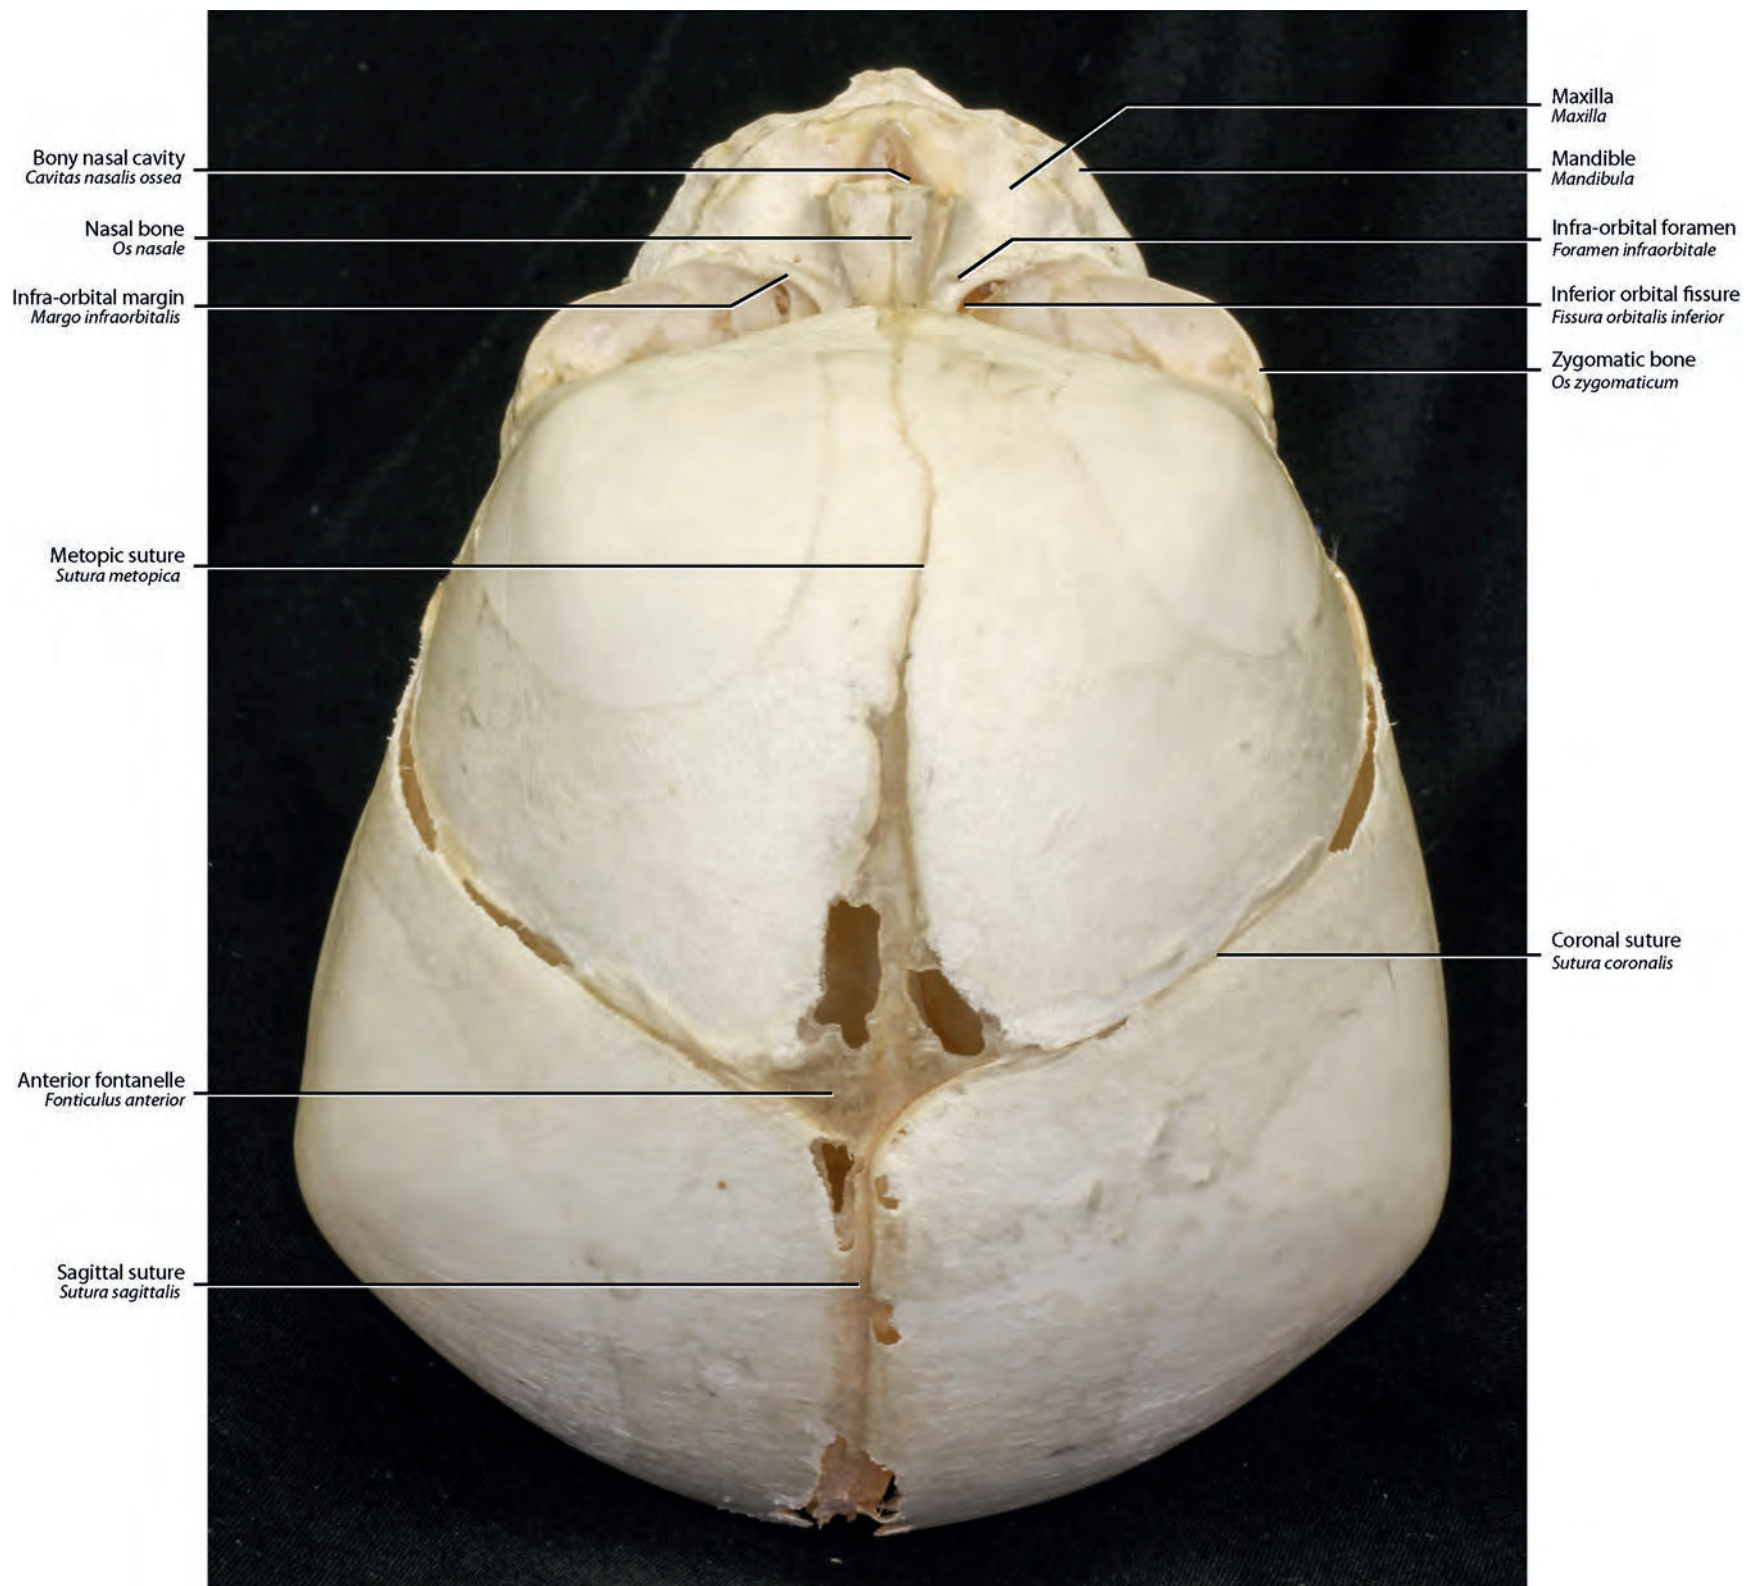 Bony nasal cavity
Cavitas nasalis ossea
Nasal bone
Os nasale
Infra-orbital margin
Margo infraorbitalis
Metopic suture
Sutura metopica
Anterior fontanelle
Fonticulus anterior
Sagittal suture
Sutura sagittalis
Maxilla
Maxilla
Mandible
Mandibula
Infra-orbital foramen
Foramen infraorbitale
Inferior orbital fissure
Fissura orbitalis inferior
Zygomatic bone
Os zygomaticum
Coronal suture
Sutura coronalis